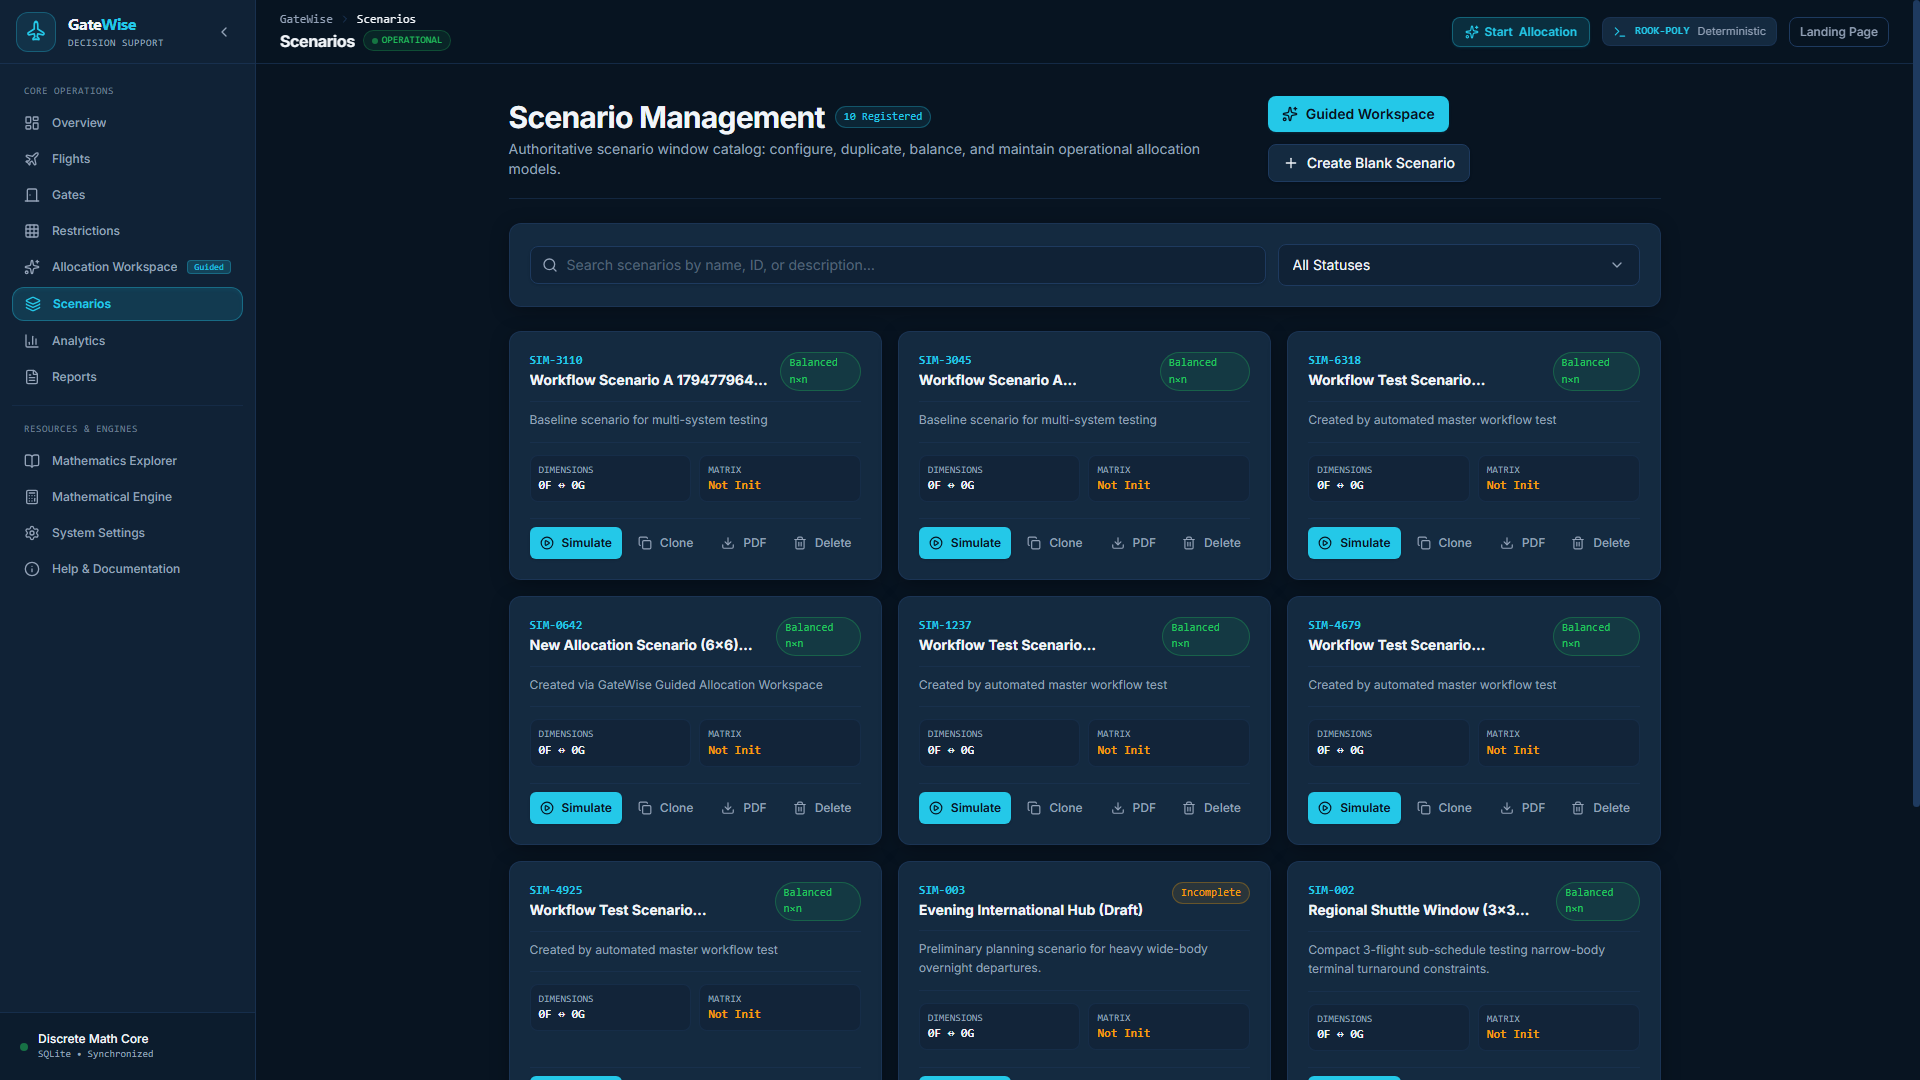 GateWise
DECISION SUPPORT
CORE OPERATIONS
Overview
Flights
Gates
Restrictions
Allocation Workspace Guided
Scenarios
Analytics
Reports
RESOURCES & ENGINES
Mathematics Explorer
Mathematical Engine
System Settings
Help & Documentation
Discrete Math Core
SQLite • Synchronized
GateWise > Scenarios
Scenarios OPERATIONAL
Start Allocation
ROOK-POLY Deterministic
Landing Page
Scenario Management 10 Registered
Authoritative scenario window catalog: configure, duplicate, balance, and maintain operational allocation
models.
Guided Workspace
+ Create Blank Scenario
Search scenarios by name, ID, or description...
All Statuses
SIM-3110
Workflow Scenario A 179477964...
Balanced
n×n
Baseline scenario for multi-system testing
DIMENSIONS
0F ↔ 0G
MATRIX
Not Init
Simulate Clone PDF Delete
SIM-3045
Workflow Scenario A...
Balanced
n×n
Baseline scenario for multi-system testing
DIMENSIONS
0F ↔ 0G
MATRIX
Not Init
Simulate Clone PDF Delete
SIM-6318
Workflow Test Scenario...
Balanced
n×n
Created by automated master workflow test
DIMENSIONS
0F ↔ 0G
MATRIX
Not Init
Simulate Clone PDF Delete
SIM-0642
New Allocation Scenario (6×6)...
Balanced
n×n
Created via GateWise Guided Allocation Workspace
DIMENSIONS
0F ↔ 0G
MATRIX
Not Init
Simulate Clone PDF Delete
SIM-1237
Workflow Test Scenario...
Balanced
n×n
Created by automated master workflow test
DIMENSIONS
0F ↔ 0G
MATRIX
Not Init
Simulate Clone PDF Delete
SIM-4679
Workflow Test Scenario...
Balanced
n×n
Created by automated master workflow test
DIMENSIONS
0F ↔ 0G
MATRIX
Not Init
Simulate Clone PDF Delete
SIM-4925
Workflow Test Scenario...
Balanced
n×n
Created by automated master workflow test
DIMENSIONS
0F ↔ 0G
MATRIX
Not Init
SIM-003
Evening International Hub (Draft)
Incomplete
Preliminary planning scenario for heavy wide-body
overnight departures.
DIMENSIONS
0F ↔ 0G
MATRIX
Not Init
SIM-002
Regional Shuttle Window (3×3...
Balanced
n×n
Compact 3-flight sub-schedule testing narrow-body
terminal turnaround constraints.
DIMENSIONS
0F ↔ 0G
MATRIX
Not Init